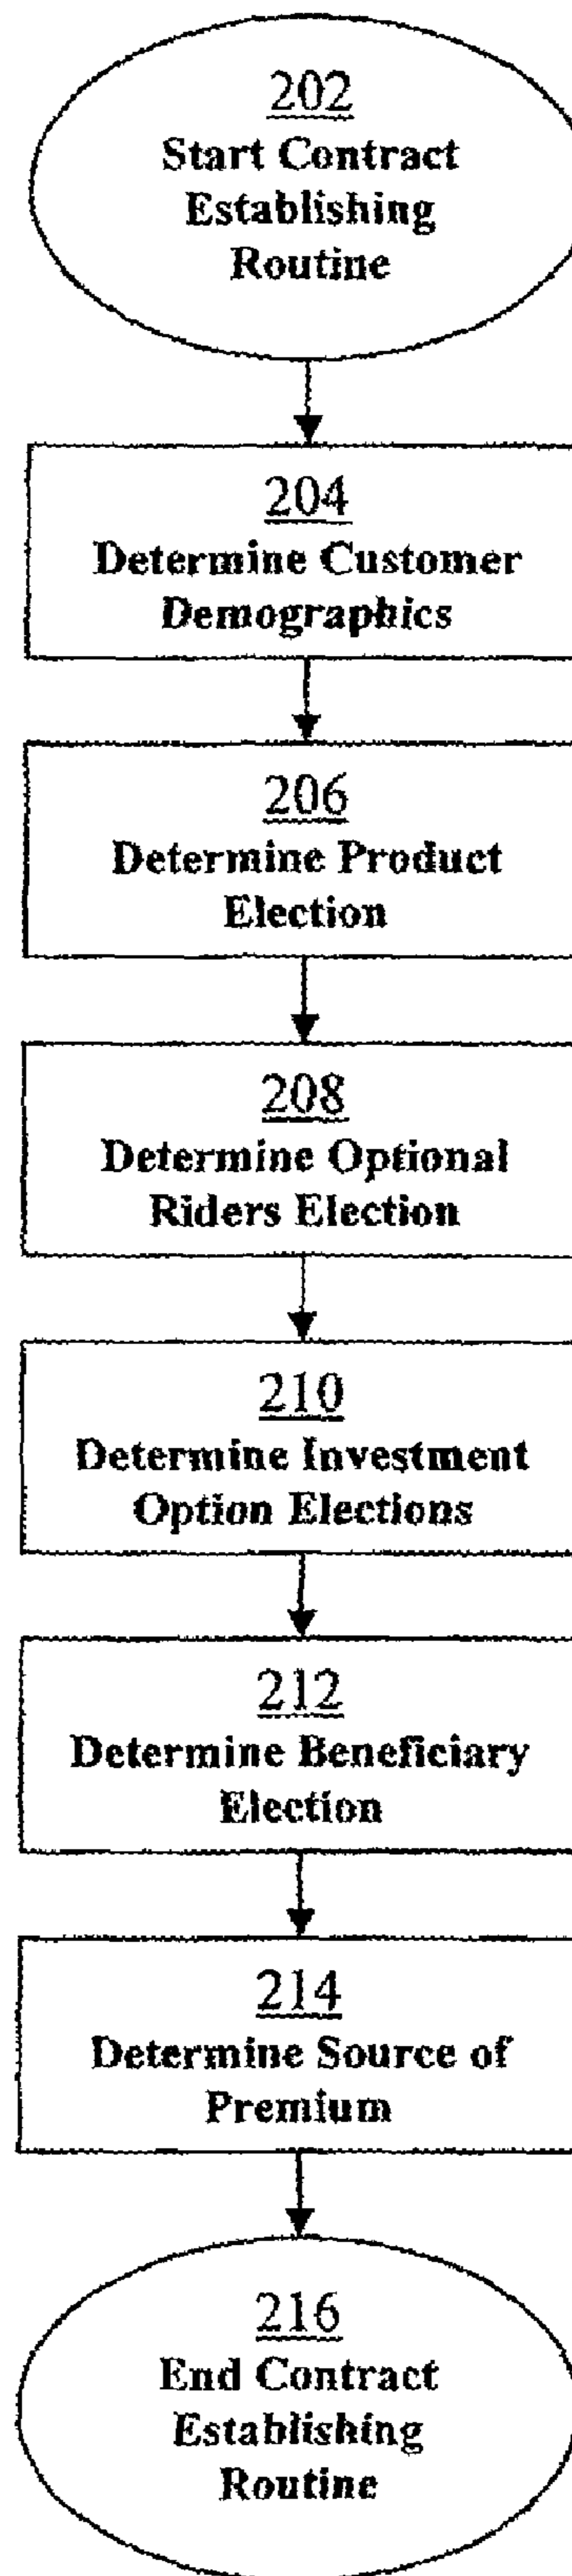 202
Start Contract
Establishing
Routine
204
Determine Customer
Demographics
206
Determine Product
Election
208
Determine Optional
Riders Election
210
Determine Investment
Option Elections
212
Determine Beneficiary
Election
214
Determine Source of
Premium
216
End Contract
Establishing
Routine